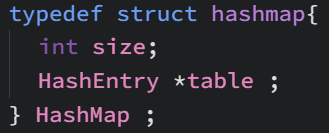 typedef struct hashmap{
int size;
HashEntry *table ;
} HashMap ;